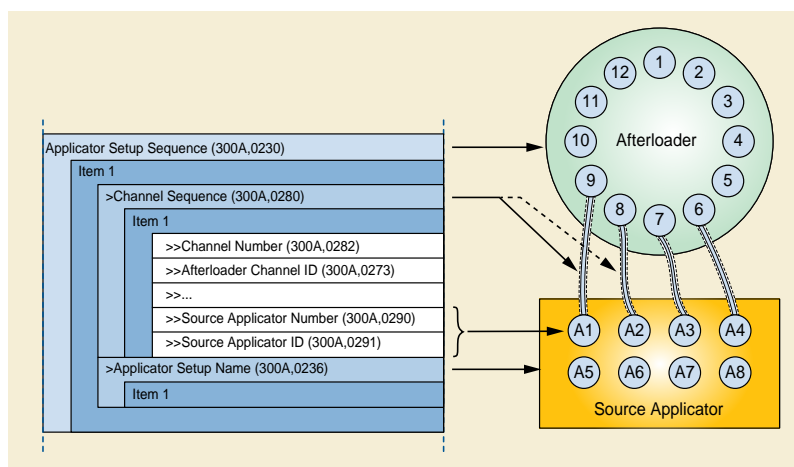 Applicator Setup Sequence (300A,0230)
Item 1
>Channel Sequence (300A,0280)
Item 1
>>Channel Number (300A,0282)
>>Afterloader Channel ID (300A,0273)
>>...
>>Source Applicator Number (300A,0290)
>>Source Applicator ID (300A,0291)
>Applicator Setup Name (300A,0236)
Item 1
1
2
3
4
5
6
7
8
9
10
11
12
Afterloader
A1 A2 A3 A4
A5 A6 A7 A8
Source Applicator